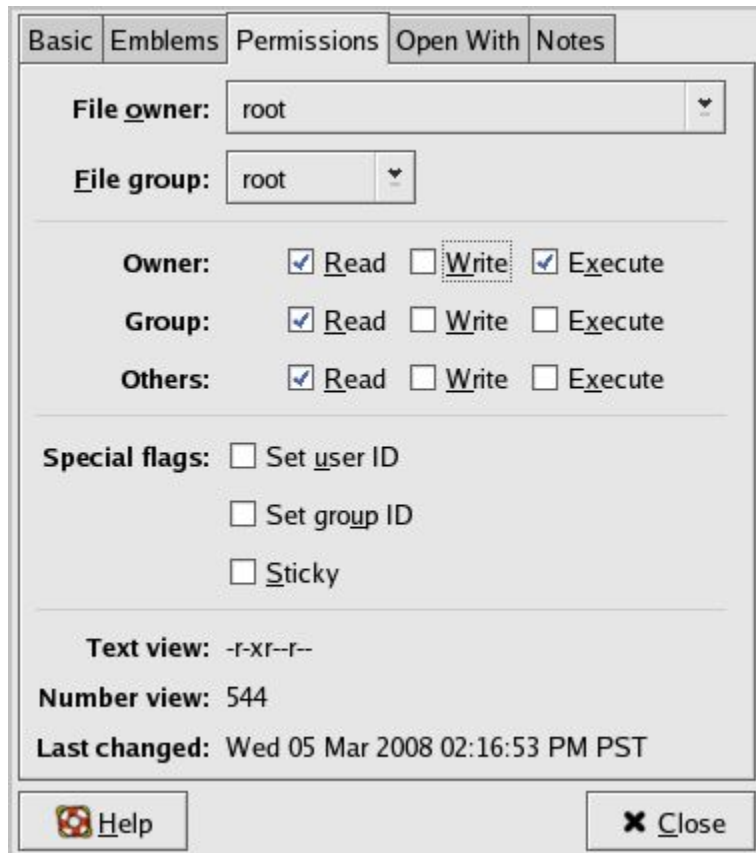 Basic Emblems Permissions Open With Notes
File owner: root
File group: root
Owner: Read Write Execute
Group: Read Write Execute
Others: Read Write Execute
Special flags: Set user ID
Set group ID
Sticky
Text view: -r-xr--r--
Number view: 544
Last changed: Wed 05 Mar 2008 02:16:53 PM PST
Help Close